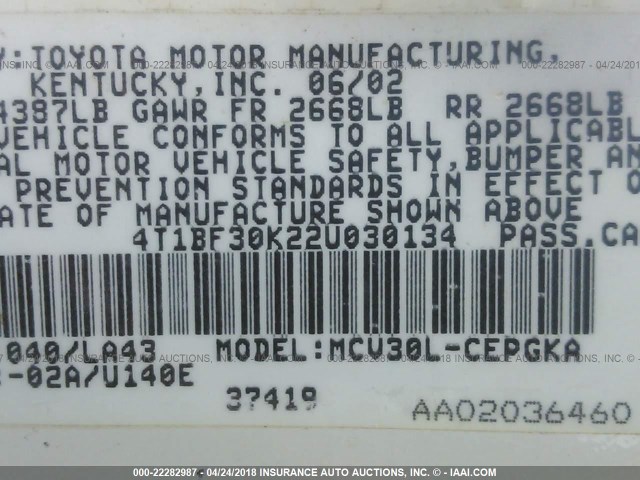 Y:TOYOTA MOTOR MANUFACTURING,
KENTUCKY,INC. 06/02
4387LB GAWR FR 2668LB RR 2668LB
VEHICLE CONFORMS TO ALL APPLICABL
AL MOTOR VEHICLE SAFETY,BUMPER AN
PREVENTION STANDARDS IN EFFECT O
ATE OF MANUFACTURE SHOWN ABOVE
4T1BF30K22U030134 PASS.CA
040/LA43 MODEL:MCV30L-CEPGKA
-02A/U140E
37419
AA02036460
000-22282987 - 04/24/2018 INSURANCE AUTO AUCTIONS, INC. - © IAAI.COM